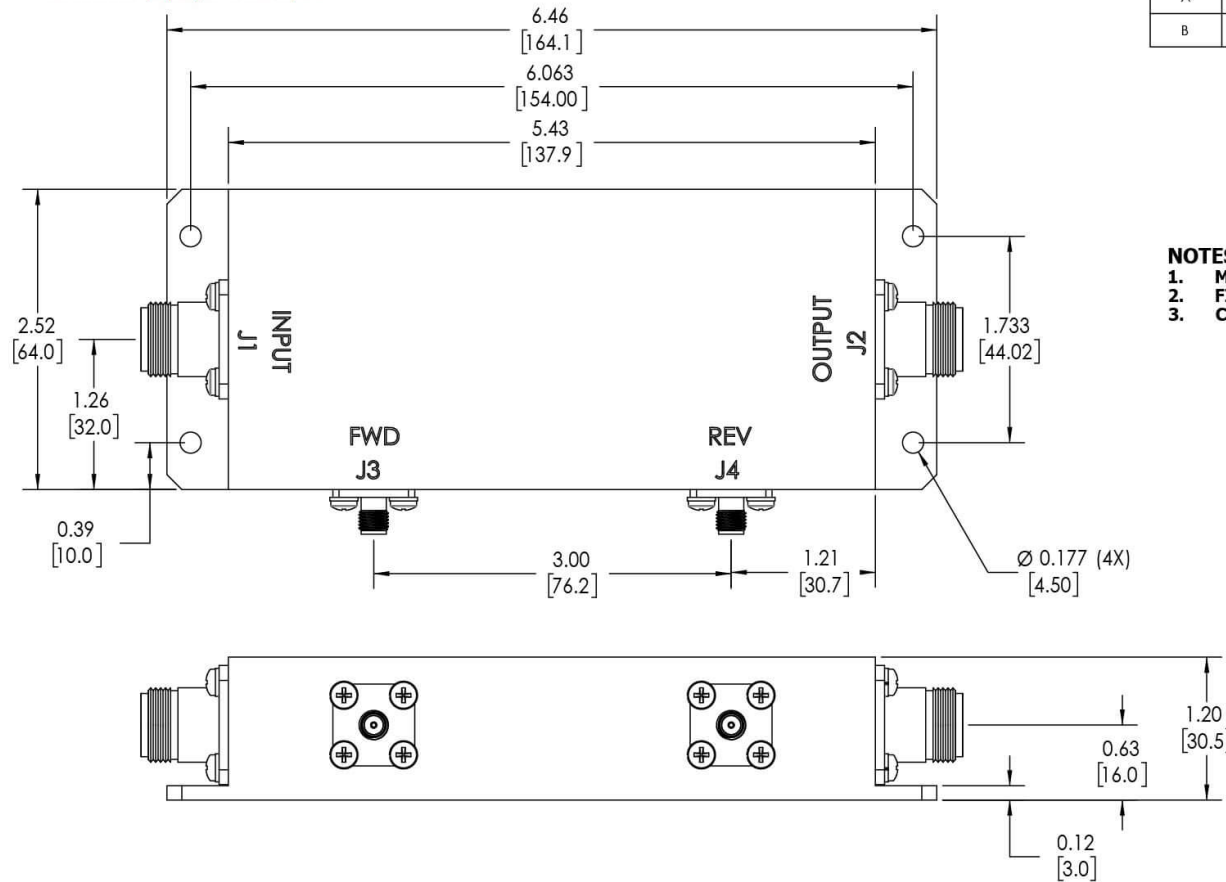 6.46
[164.1]
6.063
[154.00]
5.43
[137.9]
B
2.52
[64.0]
1.26
[32.0]
0.39
[10.0]
INPUT
J1
OUTPUT
J2
FWD
J3
REV
J4
1.733
[44.02]
NOTES
1.
2.
3.
3.00
[76.2]
1.21
[30.7]
Ø 0.177 (4X)
[4.50]
1.20
[30.5]
0.63
[16.0]
0.12
[3.0]